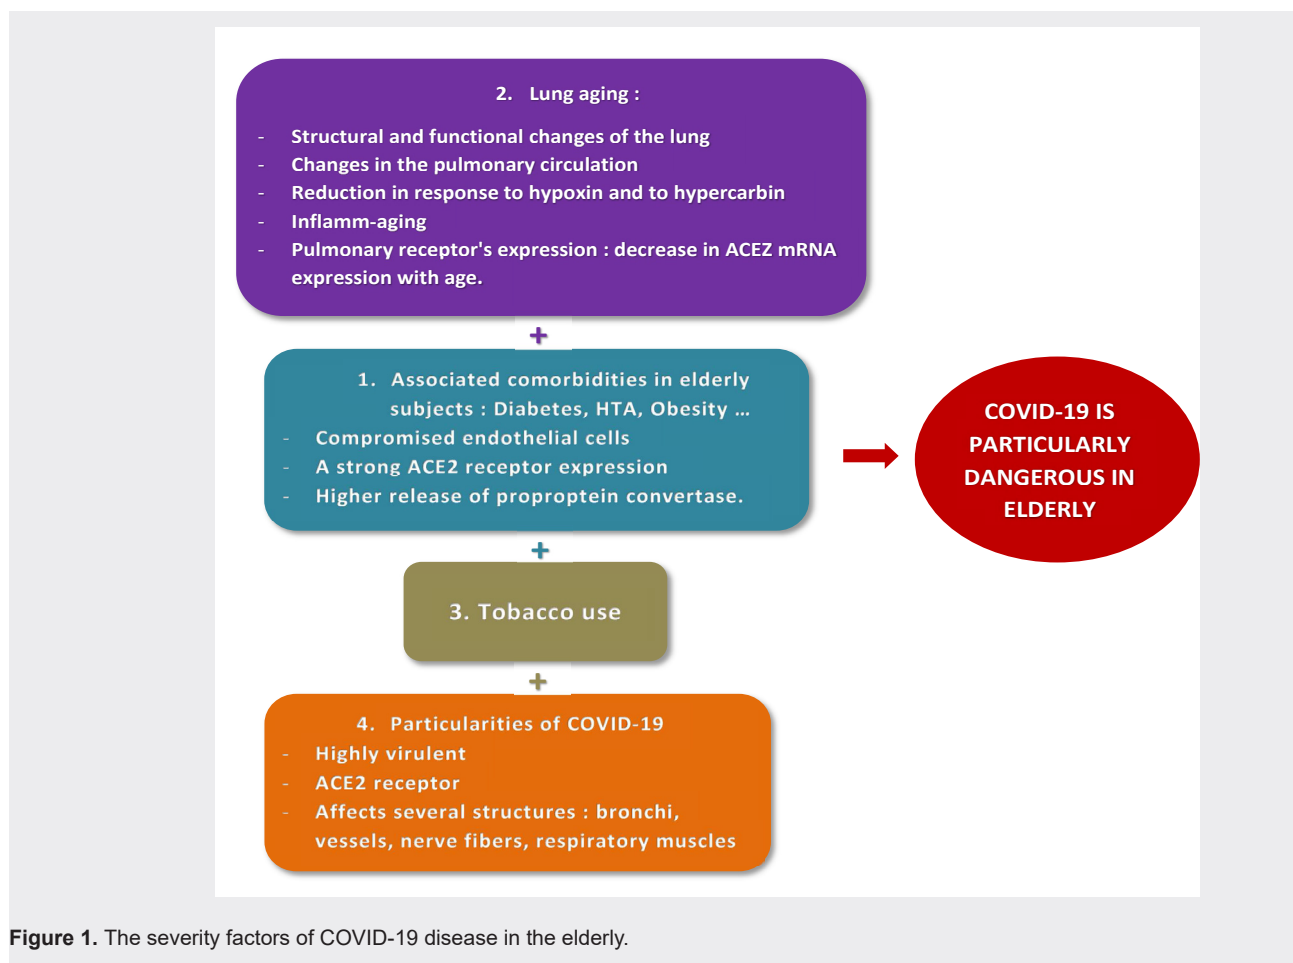 2. Lung aging :
- Structural and functional changes of the lung
- Changes in the pulmonary circulation
- Reduction in response to hypoxin and to hypercarbin
- Inflamm-aging
- Pulmonary receptor's expression : decrease in ACEZ mRNA
expression with age.
+
1. Associated comorbidities in elderly
subjects : Diabetes, HTA, Obesity ...
- Compromised endothelial cells
- A strong ACE2 receptor expression
- Higher release of proproptein convertase.
+
3. Tobacco use
+
4. Particularities of COVID-19
- Highly virulent
- ACE2 receptor
- Affects several structures : bronchi,
vessels, nerve fibers, respiratory muscles
COVID-19 IS
PARTICULARLY
DANGEROUS IN
ELDERLY
Figure 1. The severity factors of COVID-19 disease in the elderly.